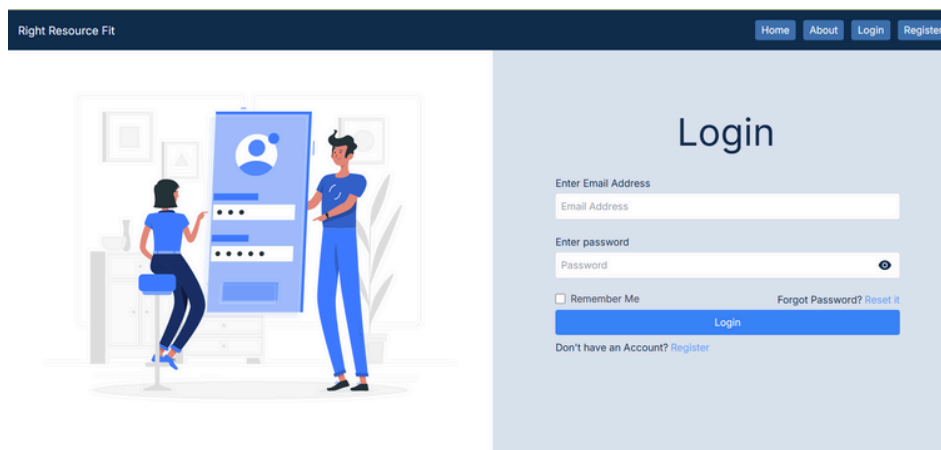 Right Resource Fit
Home About Login Register
Login
Enter Email Address
Email Address
Enter password
Password
Remember Me Forgot Password? Reset it
Login
Don't have an Account? Register